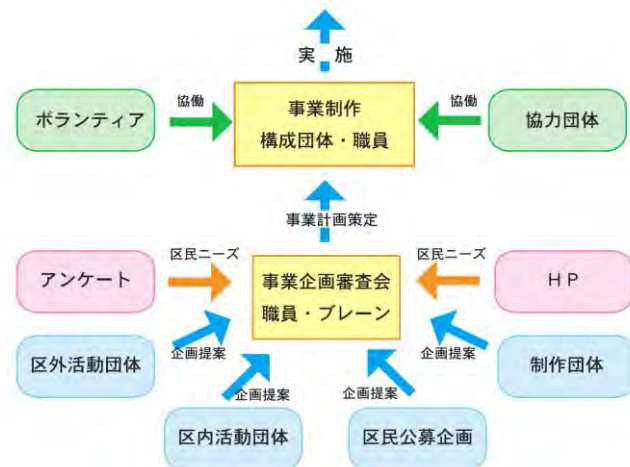 実　施
協働
協働
ボランティア
事業制作
構成団体・職員
協力団体
事業計画策定
区民ニーズ
区民ニーズ
アンケート
事業企画審査会
職員・ブレーン
ＨＰ
区外活動団体
企画提案
企画提案
制作団体
企画提案
企画提案
区内活動団体
区民公募企画